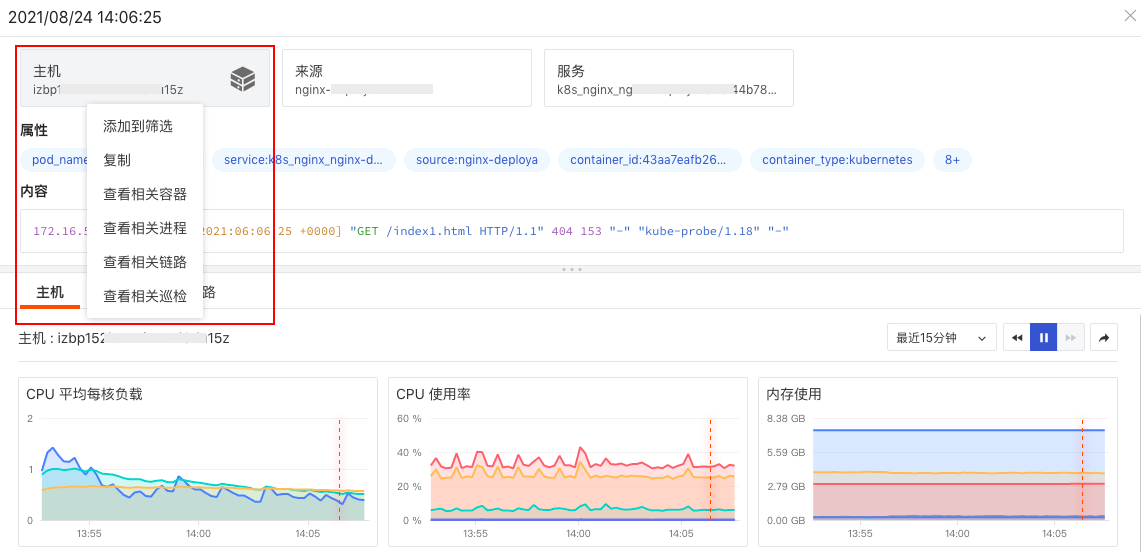 2021/08/24 14:06:25
主机
izbp1
15z
来源
nginx-
服务
k8s_nginx_ng
44b78...
添加到筛选
复制
查看相关容器
查看相关进程
查看相关链路
查看相关巡检
属性
pod_name
service:k8s_nginx_nginx-d...
source:nginx-deploya
container_id:43aa7eafb26...
container_type:kubernetes
8+
内容
172.16.5
2021:06:06:25 +0000] "GET /index1.html HTTP/1.1" 404 153 "-" "kube-probe/1.18" "-"
主机
路
主机 : izbp152
15z
最近15分钟
CPU 平均每核负载
2
1
0
13:55
14:00
14:05
CPU 使用率
60 %
40 %
20 %
0 %
13:55
14:00
14:05
内存使用
8.38 GB
5.59 GB
2.79 GB
0.00 GB
13:55
14:00
14:05